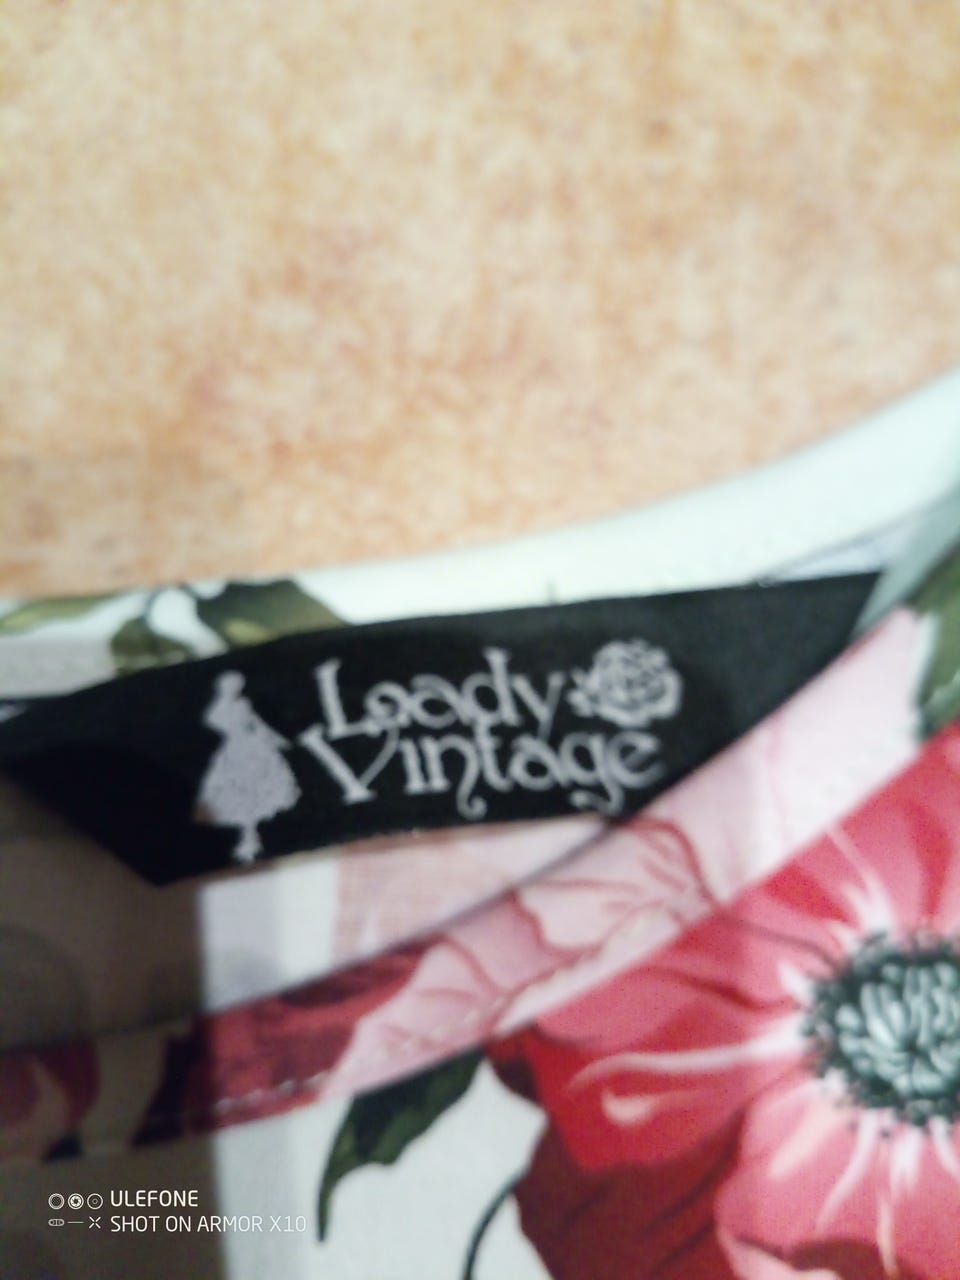 Lady
Vintage
ULEFONE
SHOT ON ARMOR X10